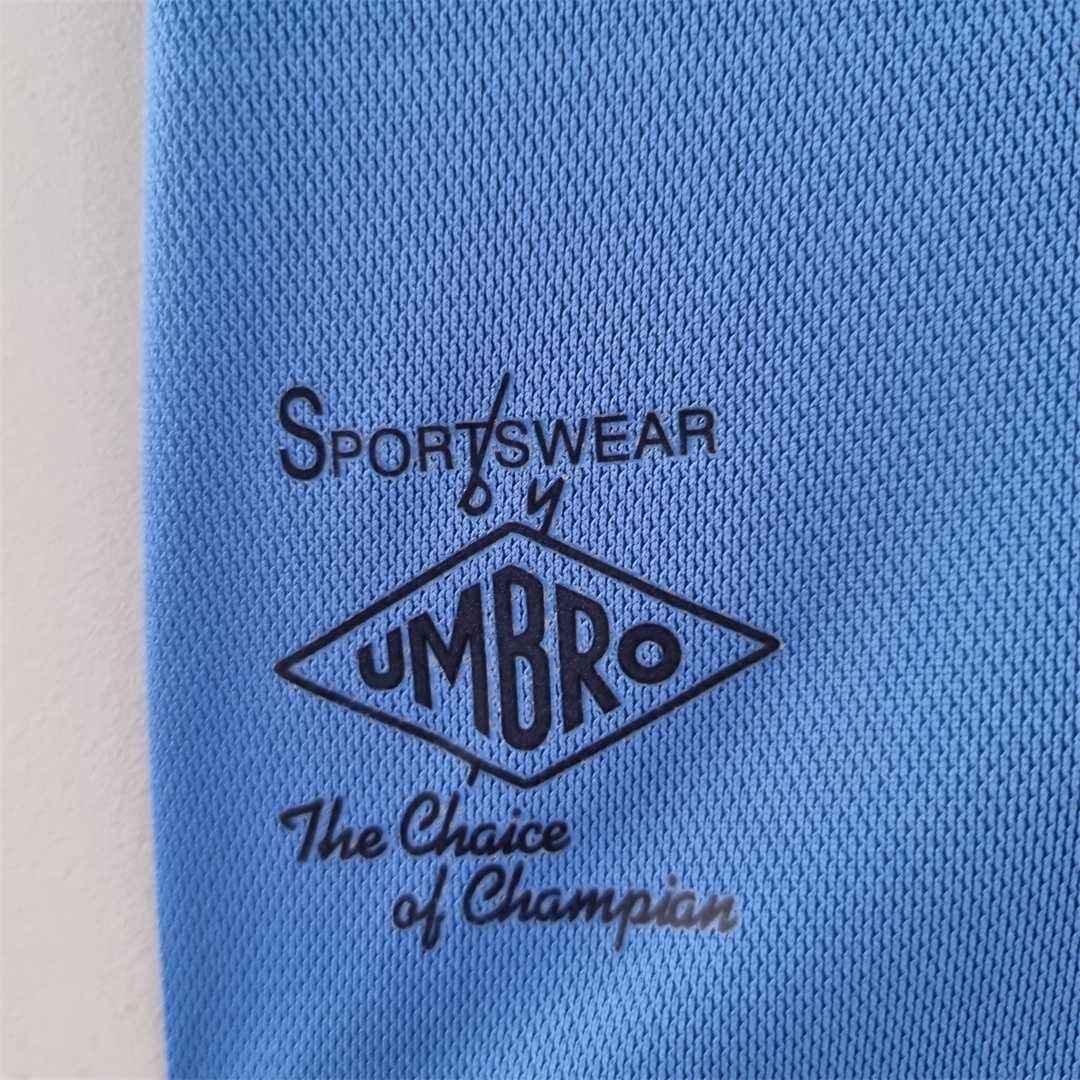 SPORTSWEAR
by
UMBRO
The Chaice
of Champian